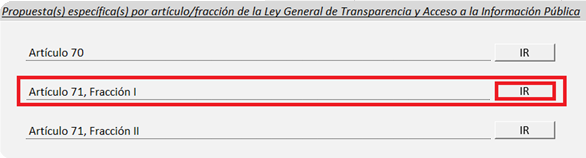 Propuesta(s) específica(s) por artículo/fracción de la Ley General de Transparencia y Acceso a la Información Pública
Artículo 70 IR
Artículo 71, Fracción I IR
Artículo 71, Fracción II IR